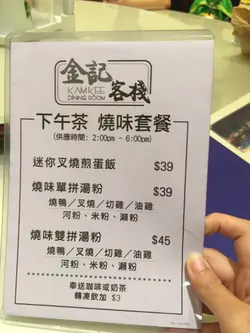 金記
KAM KEE
DINING ROOM
客棧
下午茶 燒味套餐
(供應時間: 2:00pm - 6:00pm)
迷你叉燒煎蛋飯 $39
燒味單拼湯粉 $39
燒鴨／叉燒／切雞／油雞
河粉、米粉、瀨粉
燒味雙拼湯粉 $45
燒鴨／叉燒／切雞／油雞
河粉、米粉、瀨粉
奉送咖啡或奶茶
轉凍飲加 $3